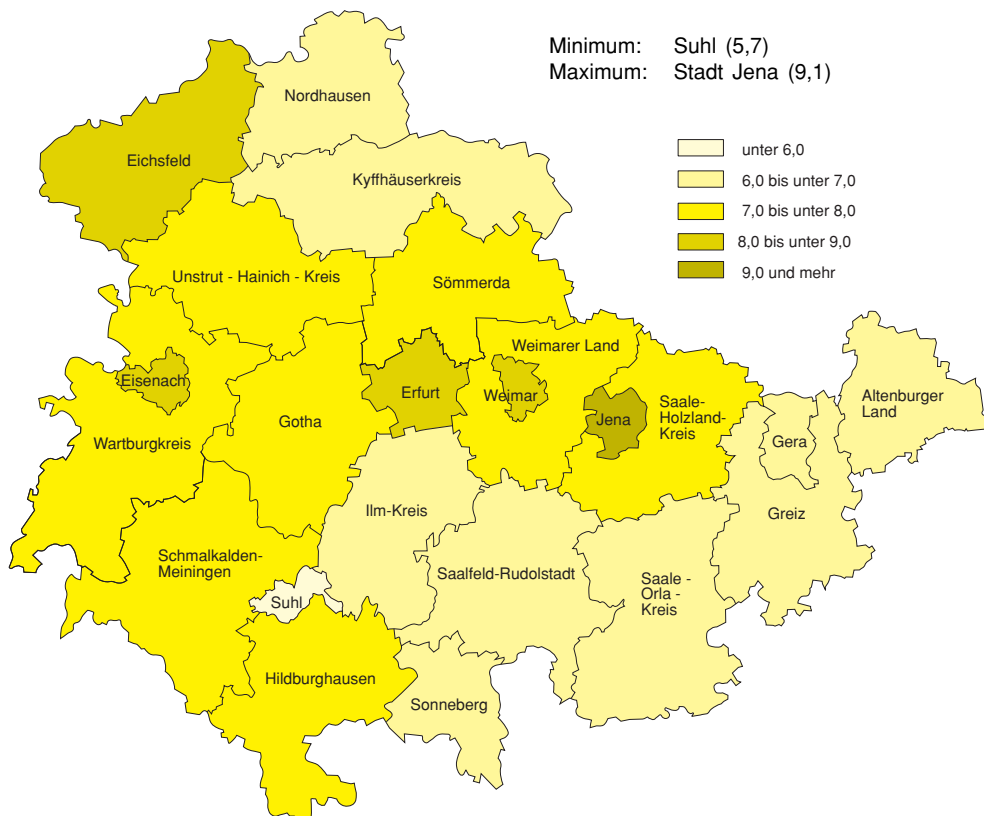 Minimum: Suhl (5,7)
Maximum: Stadt Jena (9,1)
unter 6,0
6,0 bis unter 7,0
7,0 bis unter 8,0
8,0 bis unter 9,0
9,0 und mehr
Nordhausen
Eichsfeld
Kyffhäuserkreis
Unstrut - Hainich - Kreis
Sömmerda
Weimarer Land
Eisenach
Erfurt
Weimar
Altenburger
Land
Saale-
Holzland-
Kreis
Gotha
Jena
Wartburgkreis
Gera
Ilm-Kreis
Greiz
Schmalkalden-
Meiningen
Saalfeld-Rudolstadt
Saale -
Orla -
Kreis
Suhl
Hildburghausen
Sonneberg